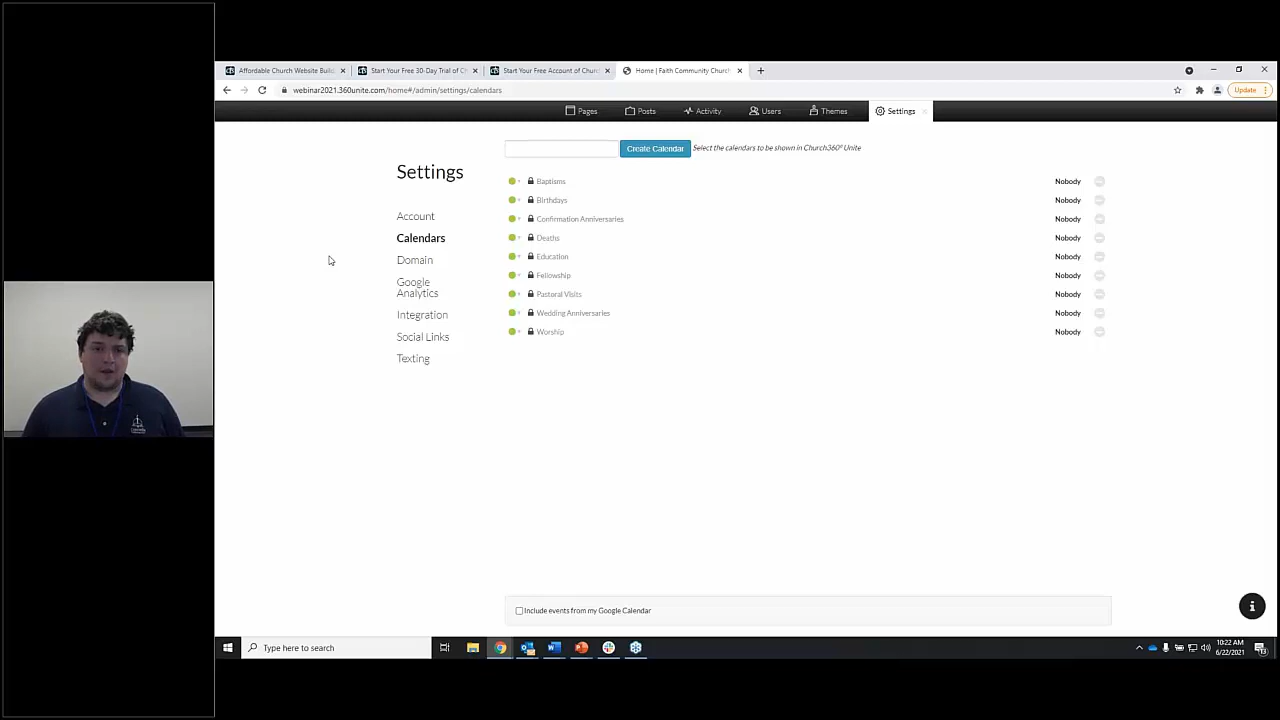 Affordable Church Website Build
Start Your Free 30-Day Trial of Ch
Start Your Free Account of Churc
Home | Faith Community Church
webinar2021.360unite.com/home#/admin/settings/calendars
Update
Pages
Posts
Activity
Users
Themes
Settings
Create Calendar
Select the calendars to be shown in Church360° Unite
Settings
Account
Calendars
Domain
Google
Analytics
Integration
Social Links
Texting
Baptisms Nobody
Birthdays Nobody
Confirmation Anniversaries Nobody
Deaths Nobody
Education Nobody
Fellowship Nobody
Pastoral Visits Nobody
Wedding Anniversaries Nobody
Worship Nobody
Include events from my Google Calendar
Type here to search
10:22 AM
6/22/2021